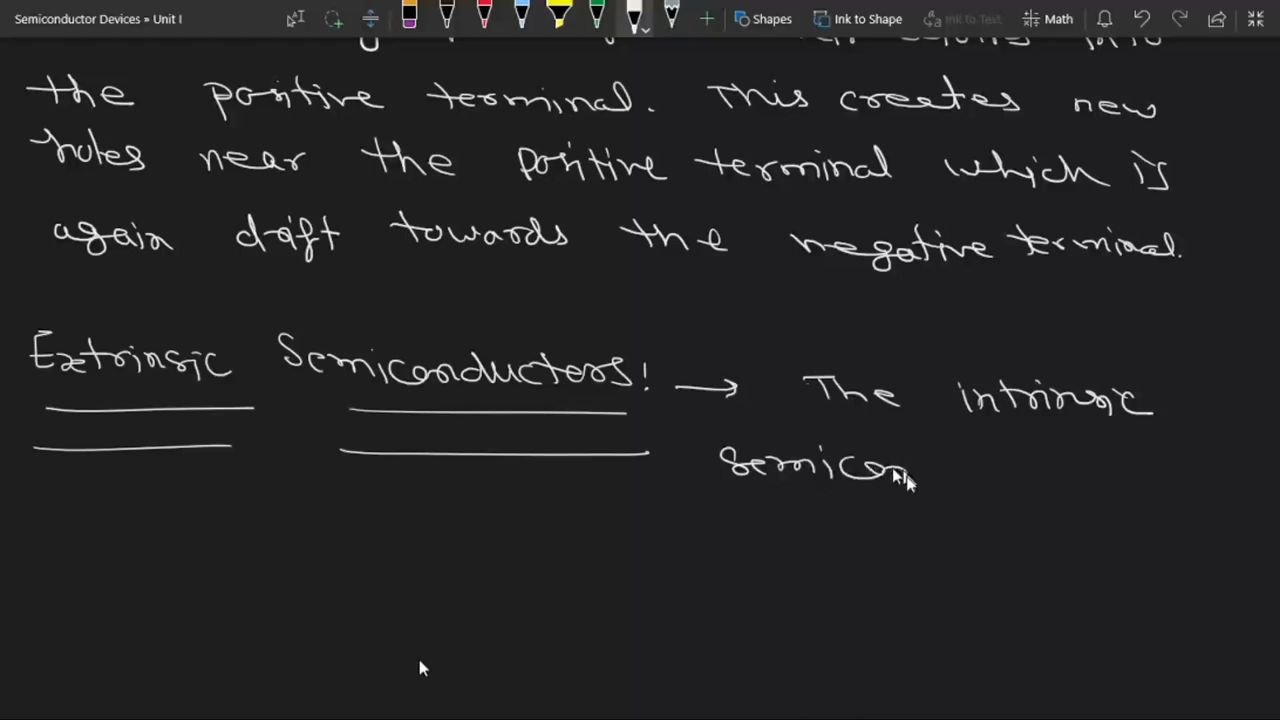 Semiconductor Devices » Unit I
Shapes
Ink to Shape
Ink to Text
Math
the positive terminal. This creates new
holes near the positive terminal which is
again drift towards the negative terminal.
Extrinsic Semiconductors! → The intrinsic
semicon